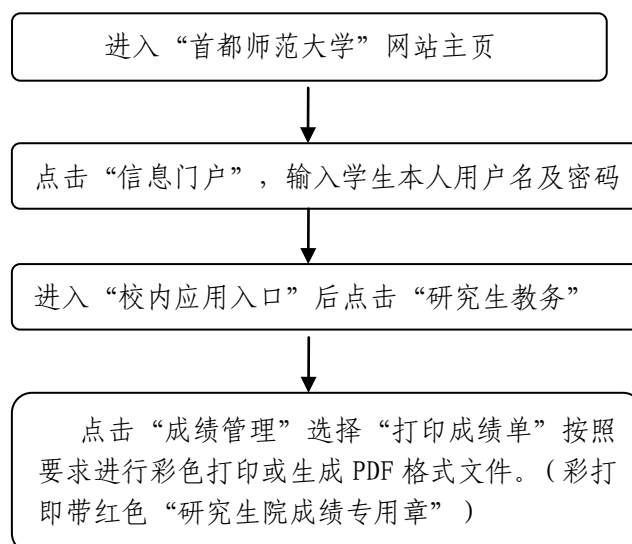 进入“首都师范大学”网站主页
点击“信息门户”，输入学生本人用户名及密码
进入“校内应用入口”后点击“研究生教务”
点击“成绩管理”选择“打印成绩单”按照
要求进行彩色打印或生成 PDF 格式文件。(彩打
即带红色“研究生院成绩专用章”)